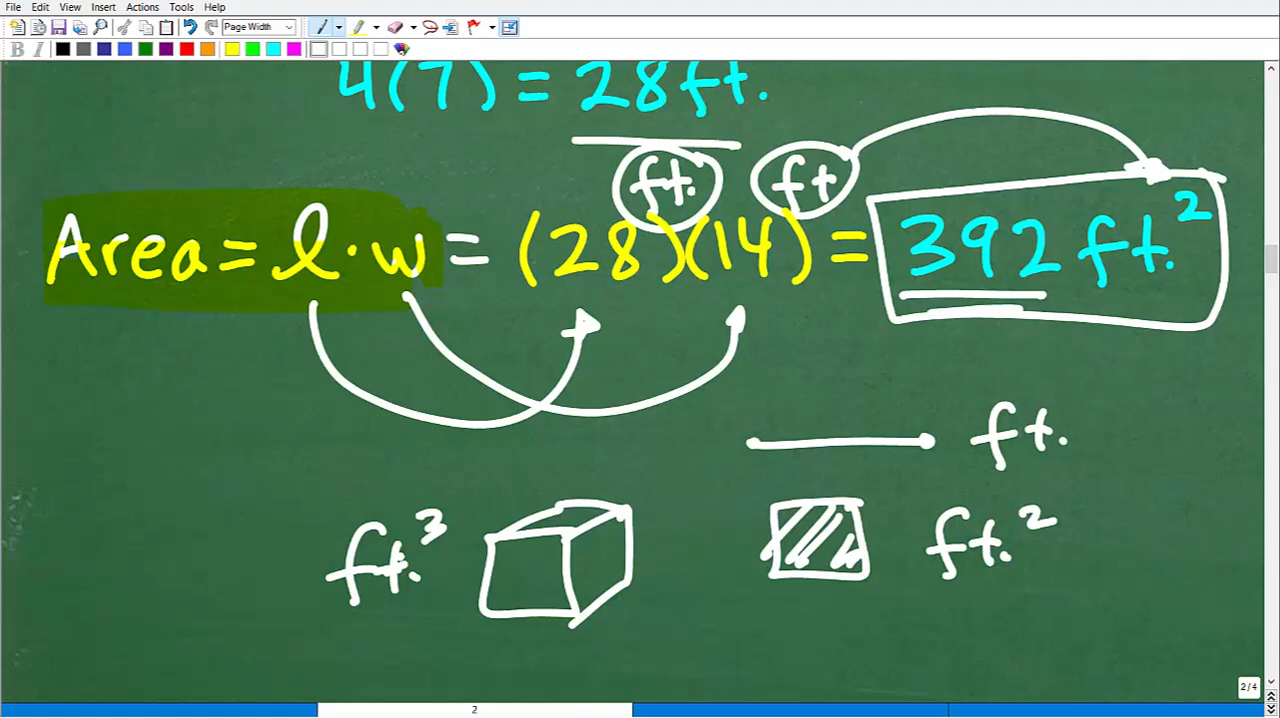 File Edit View Insert Actions Tools Help
Page Width
B I
4(7) = 28ft.
ft. ft
Area = l · w = (28)(14) = 392 ft.²
ft.
ft.³ ft.²
2/4
2